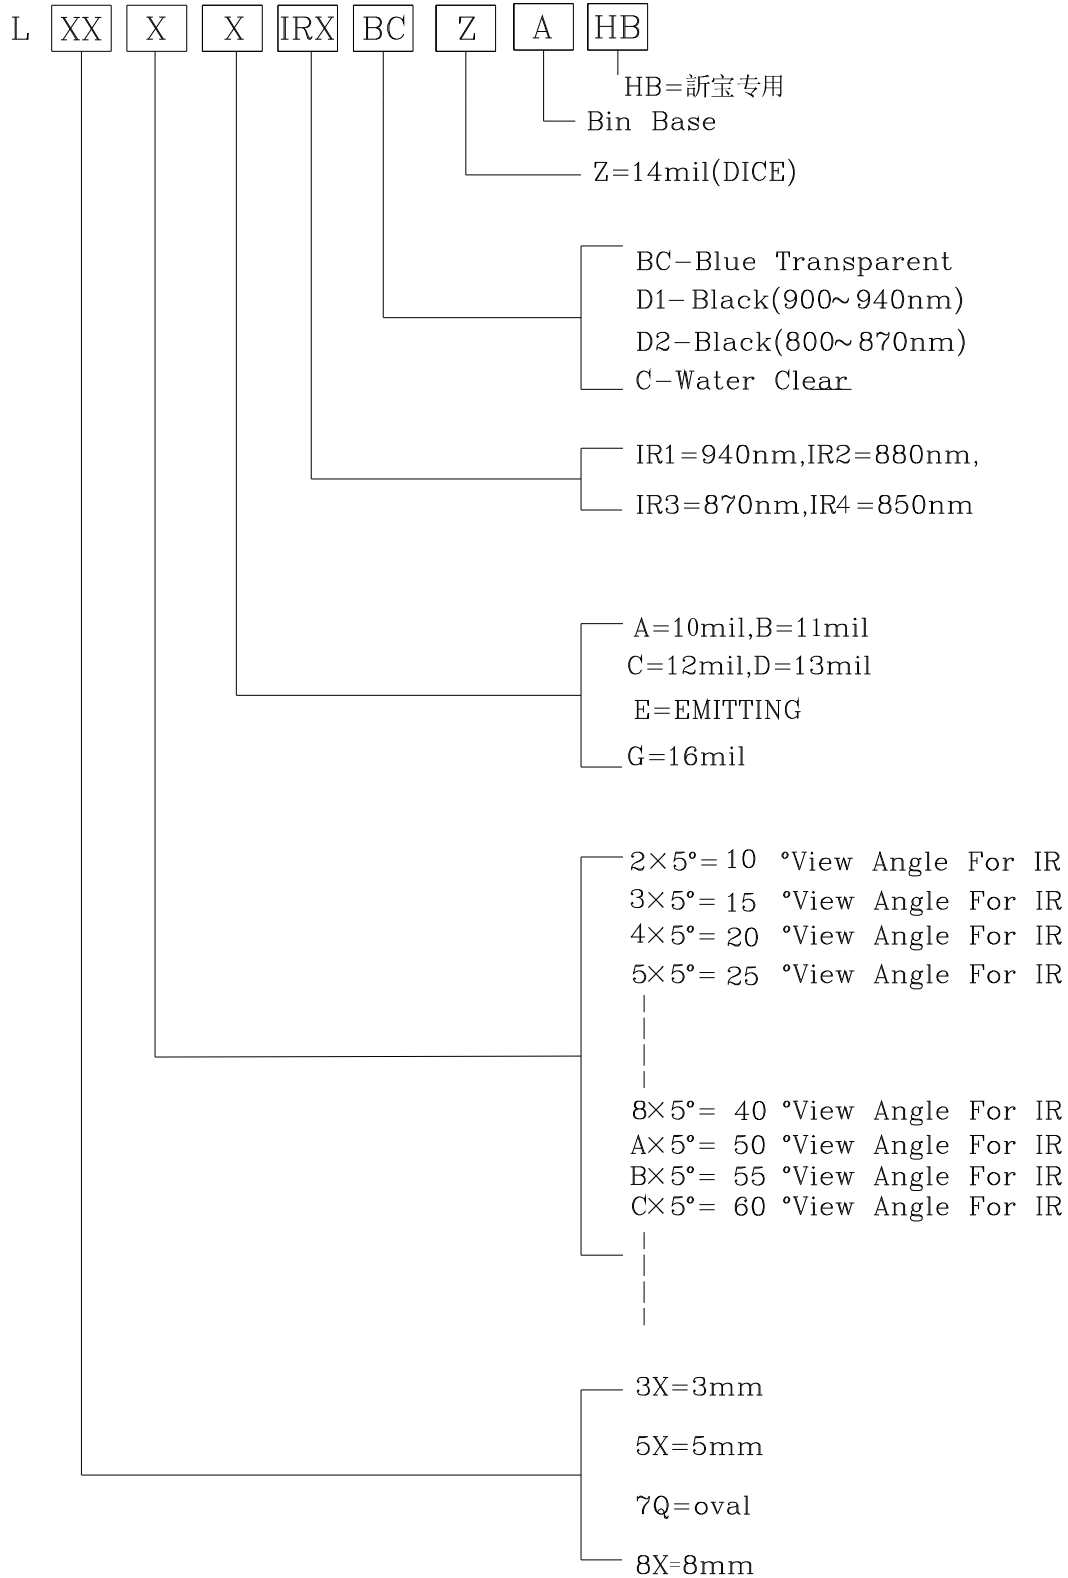 L XX X X IRX BC Z A HB
HB=訢宝专用
Bin Base
Z=14mil(DICE)
BC-Blue Transparent
D1-Black(900~940nm)
D2-Black(800~870nm)
C-Water Clear
IR1=940nm,IR2=880nm,
IR3=870nm,IR4=850nm
A=10mil,B=11mil
C=12mil,D=13mil
E=EMITTING
G=16mil
2×5°=10 °View Angle For IR
3×5°=15 °View Angle For IR
4×5°=20 °View Angle For IR
5×5°=25 °View Angle For IR
8×5°=40 °View Angle For IR
A×5°=50 °View Angle For IR
B×5°=55 °View Angle For IR
C×5°=60 °View Angle For IR
3X=3mm
5X=5mm
7Q=oval
8X=8mm